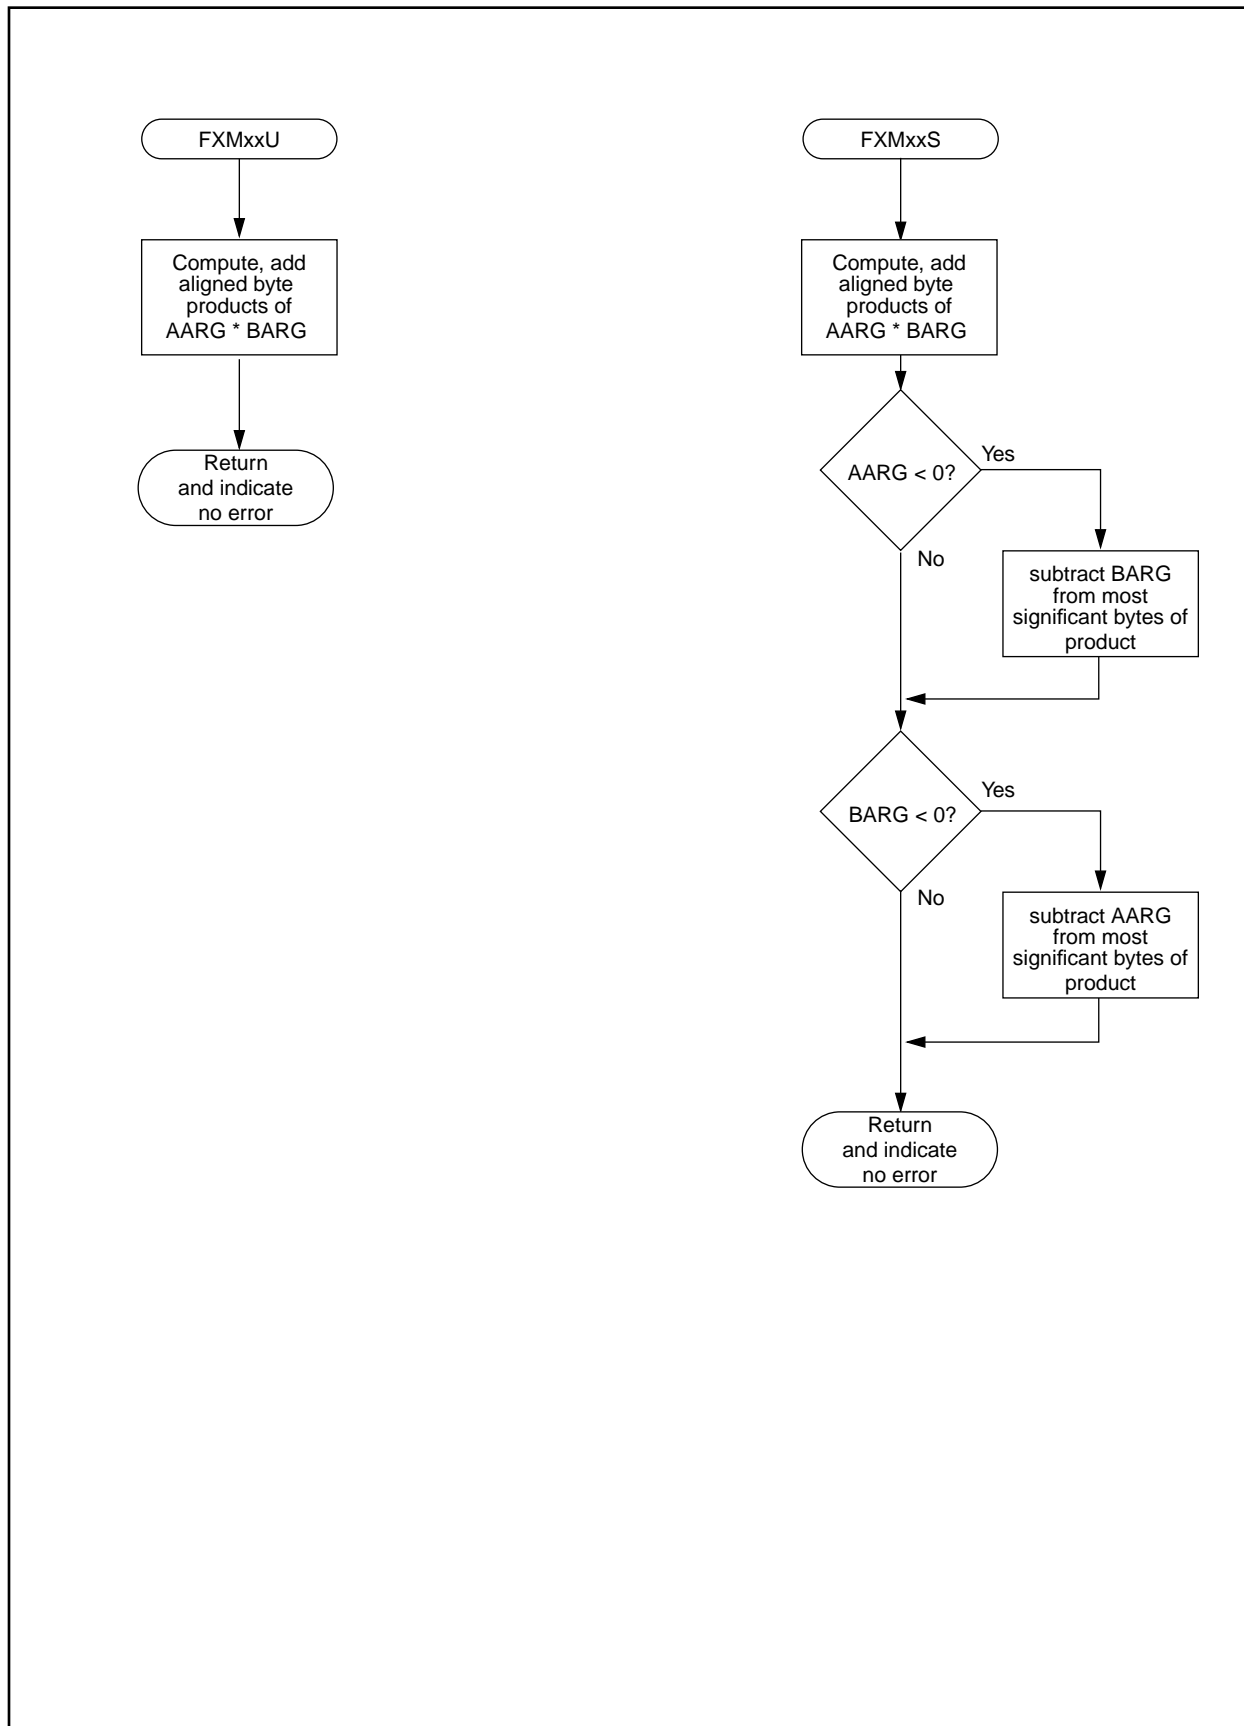 FXMxxU
Compute, add
aligned byte
products of
AARG * BARG
Return
and indicate
no error
FXMxxS
Compute, add
aligned byte
products of
AARG * BARG
AARG < 0?
Yes
No
subtract BARG
from most
significant bytes of
product
BARG < 0?
Yes
No
subtract AARG
from most
significant bytes of
product
Return
and indicate
no error